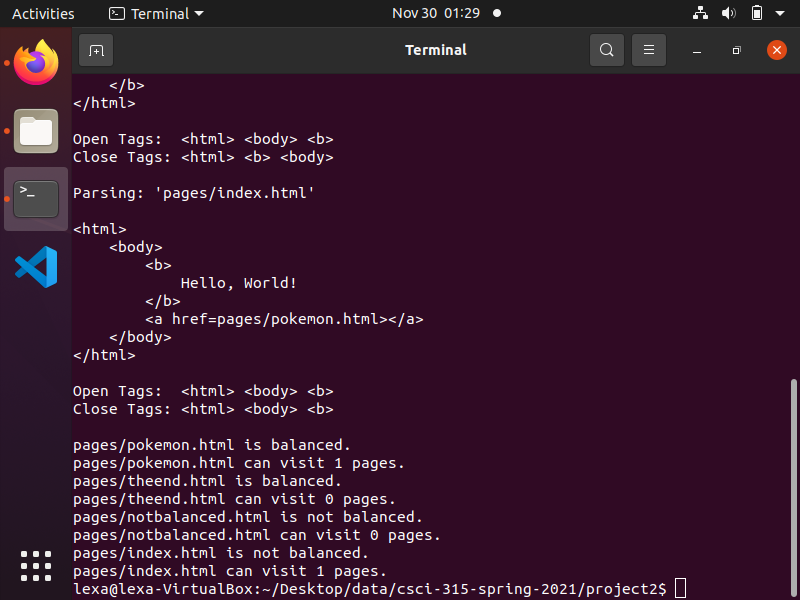 Activities Terminal Nov 30 01:29
Terminal
    </b>
</html>
Open Tags:  <html> <body> <b>
Close Tags: <html> <b> <body>
Parsing: 'pages/index.html'
<html>
    <body>
        <b>
            Hello, World!
        </b>
        <a href=pages/pokemon.html></a>
    </body>
</html>
Open Tags:  <html> <body> <b>
Close Tags: <html> <body> <b>
pages/pokemon.html is balanced.
pages/pokemon.html can visit 1 pages.
pages/theend.html is balanced.
pages/theend.html can visit 0 pages.
pages/notbalanced.html is not balanced.
pages/notbalanced.html can visit 0 pages.
pages/index.html is not balanced.
pages/index.html can visit 1 pages.
lexa@lexa-VirtualBox:~/Desktop/data/csci-315-spring-2021/project2$